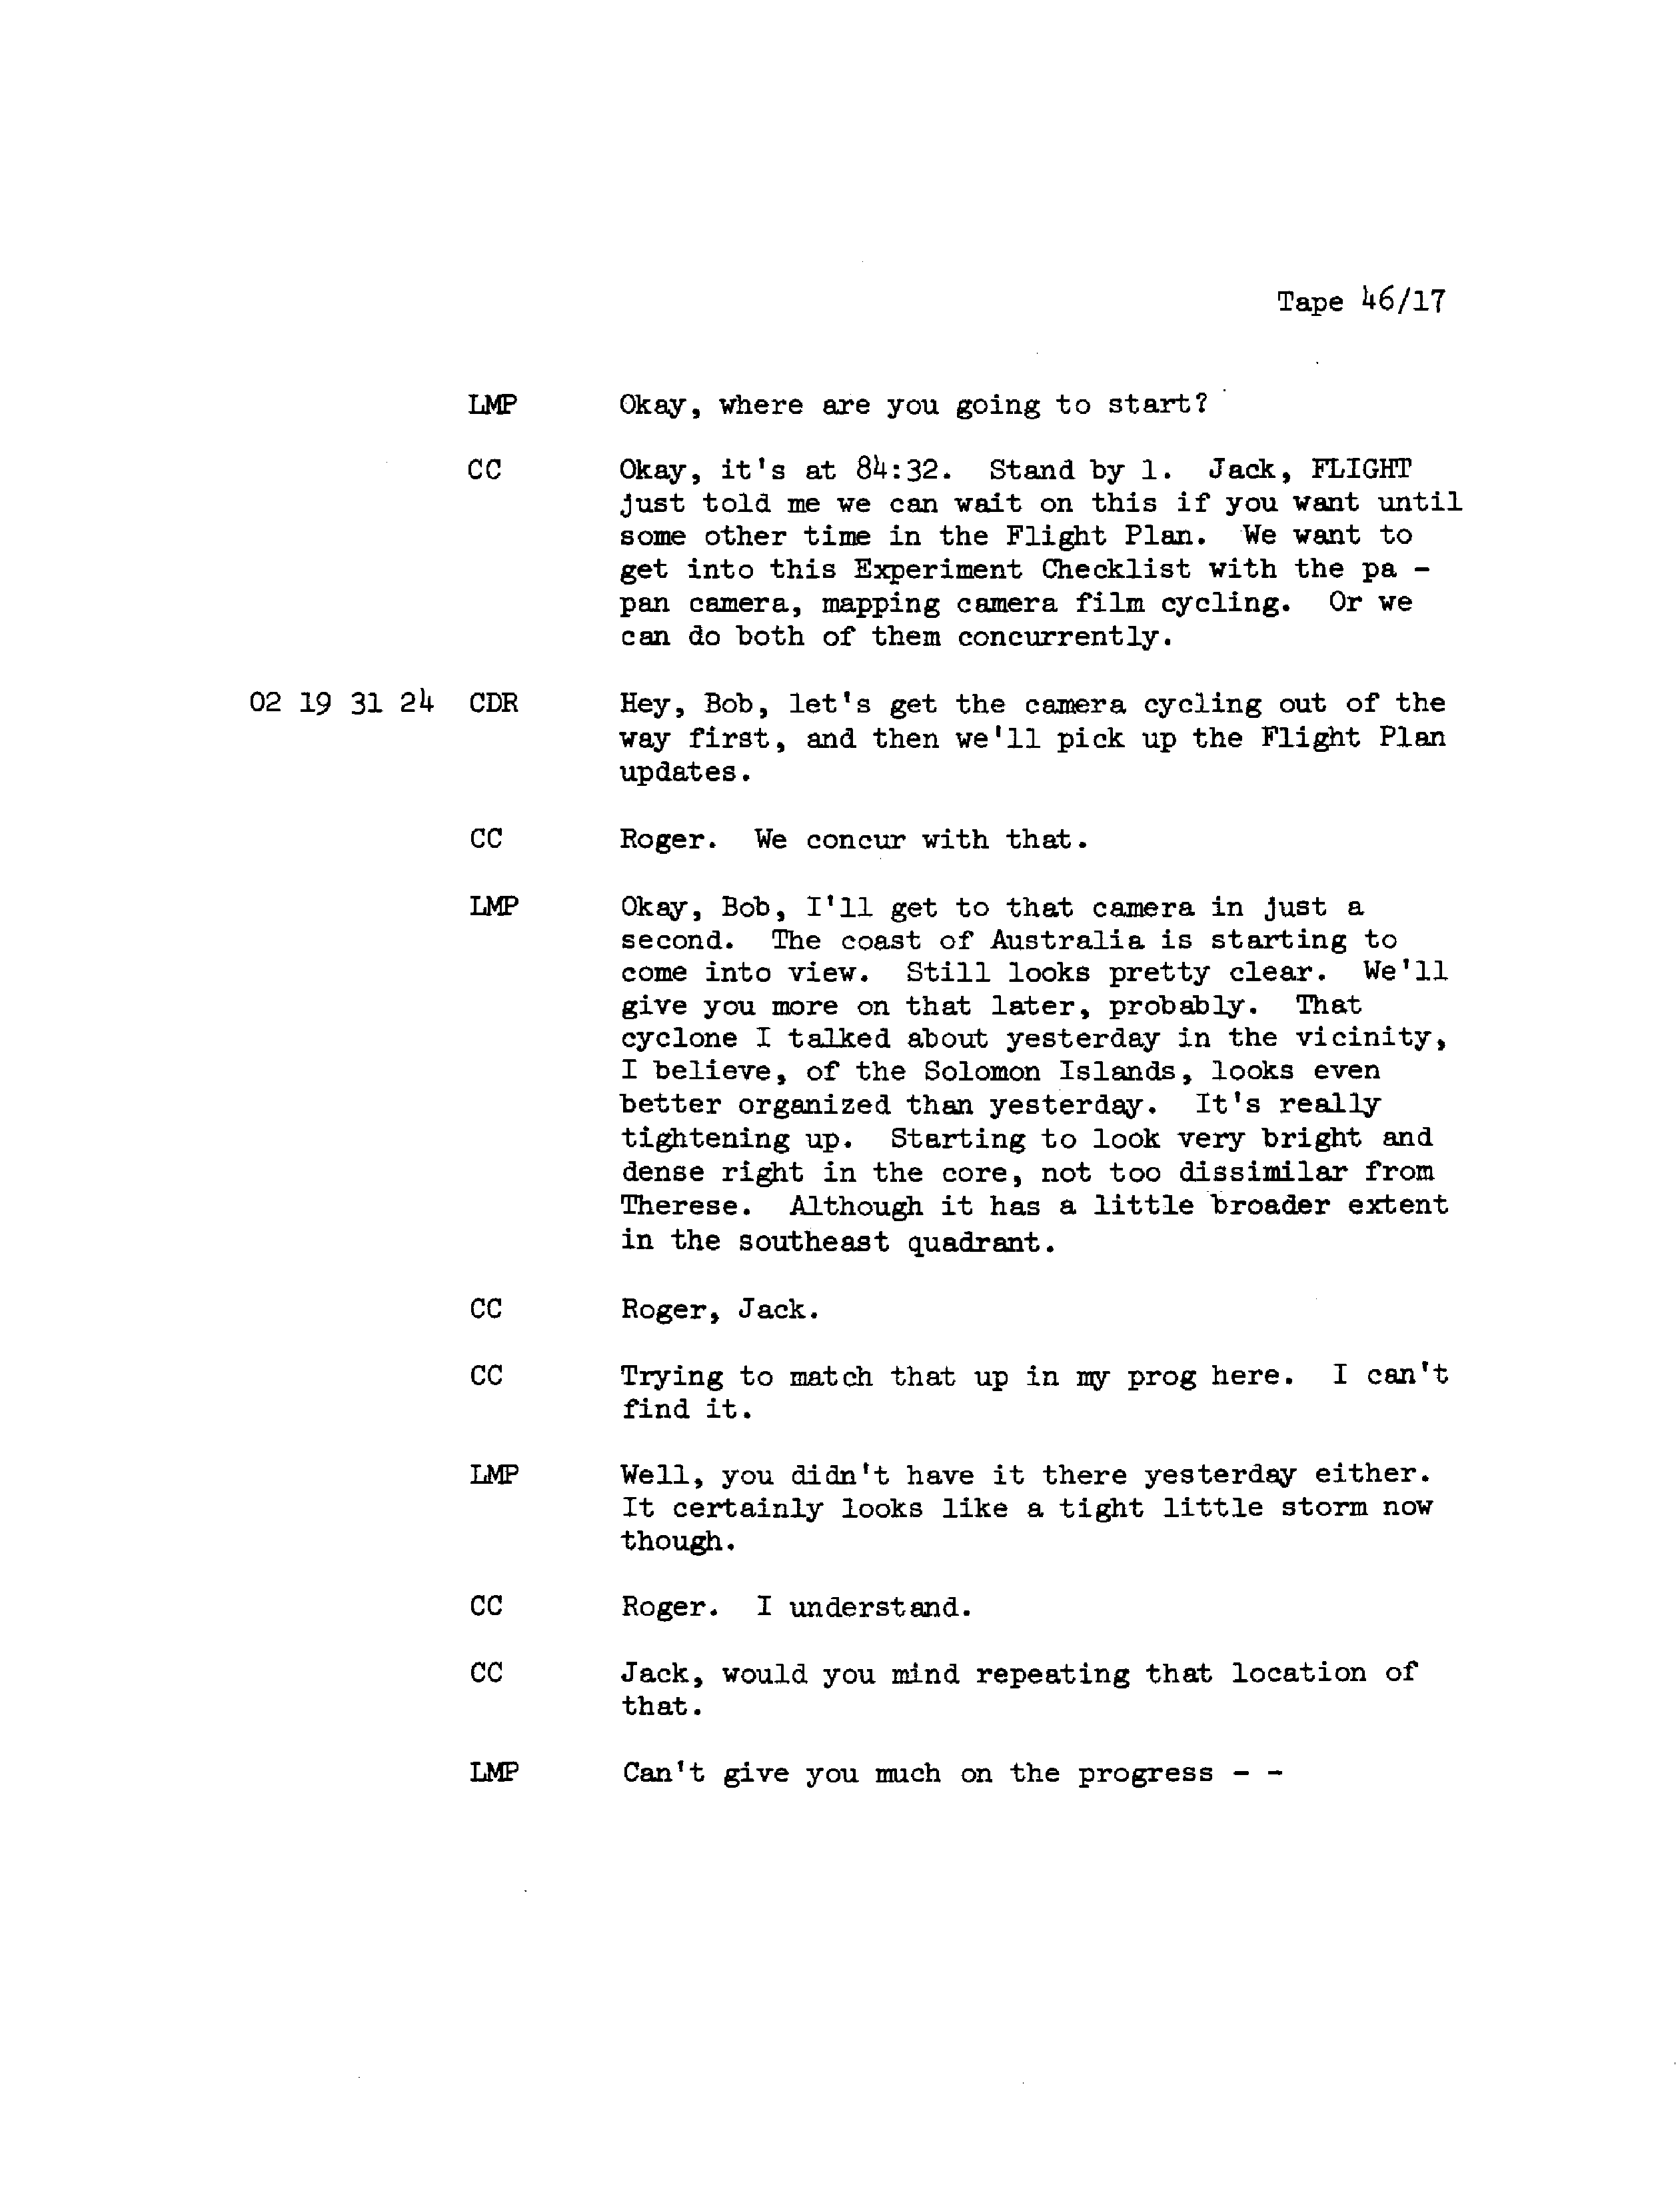 Tape 46/17
LMP Okay, where are you going to start?
CC Okay, it's at 84:32. Stand by 1. Jack, FLIGHT
just told me we can wait on this if you want until
some other time in the Flight Plan. We want to
get into this Experiment Checklist with the pa -
pan camera, mapping camera film cycling. Or we
can do both of them concurrently.
02 19 31 24 CDR Hey, Bob, let's get the camera cycling out of the
way first, and then we'll pick up the Flight Plan
updates.
CC Roger. We concur with that.
LMP Okay, Bob, I'll get to that camera in just a
second. The coast of Australia is starting to
come into view. Still looks pretty clear. We'll
give you more on that later, probably. That
cyclone I talked about yesterday in the vicinity,
I believe, of the Solomon Islands, looks even
better organized than yesterday. It's really
tightening up. Starting to look very bright and
dense right in the core, not too dissimilar from
Therese. Although it has a little broader extent
in the southeast quadrant.
CC Roger, Jack.
CC Trying to match that up in my prog here. I can't
find it.
LMP Well, you didn't have it there yesterday either.
It certainly looks like a tight little storm now
though.
CC Roger. I understand.
CC Jack, would you mind repeating that location of
that.
LMP Can't give you much on the progress - -